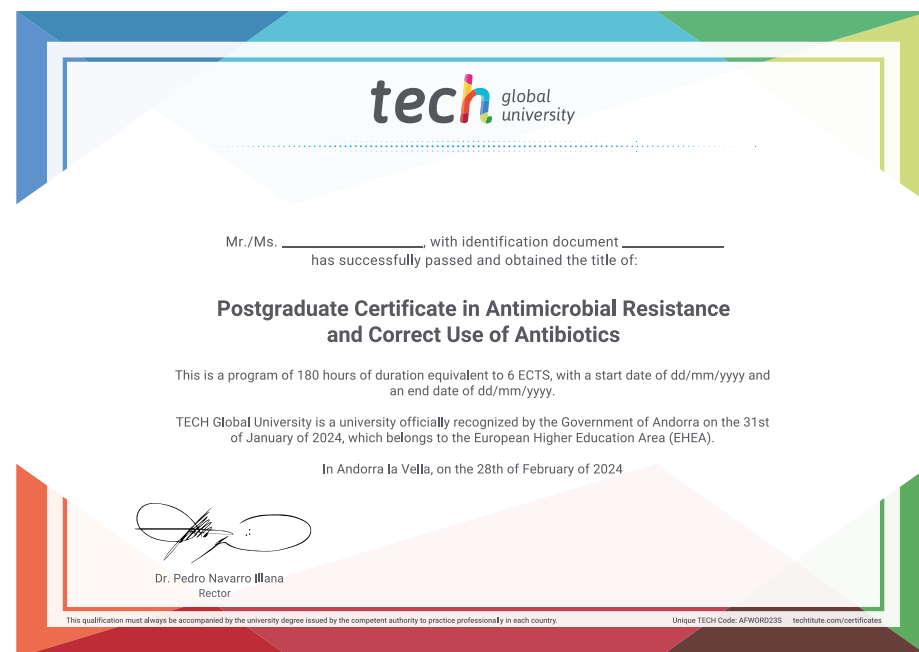 tech global university
Mr./Ms. ____________, with identification document ____________
has successfully passed and obtained the title of:
Postgraduate Certificate in Antimicrobial Resistance
and Correct Use of Antibiotics
This is a program of 180 hours of duration equivalent to 6 ECTS, with a start date of dd/mm/yyyy and
an end date of dd/mm/yyyy.
TECH Global University is a university officially recognized by the Government of Andorra on the 31st
of January of 2024, which belongs to the European Higher Education Area (EHEA).
In Andorra la Vella, on the 28th of February of 2024
Dr. Pedro Navarro Illana
Rector
This qualification must always be accompanied by the university degree issued by the competent authority to practice professionally in each country.
Unique TECH Code: AFWORD23S techtitute.com/certificates